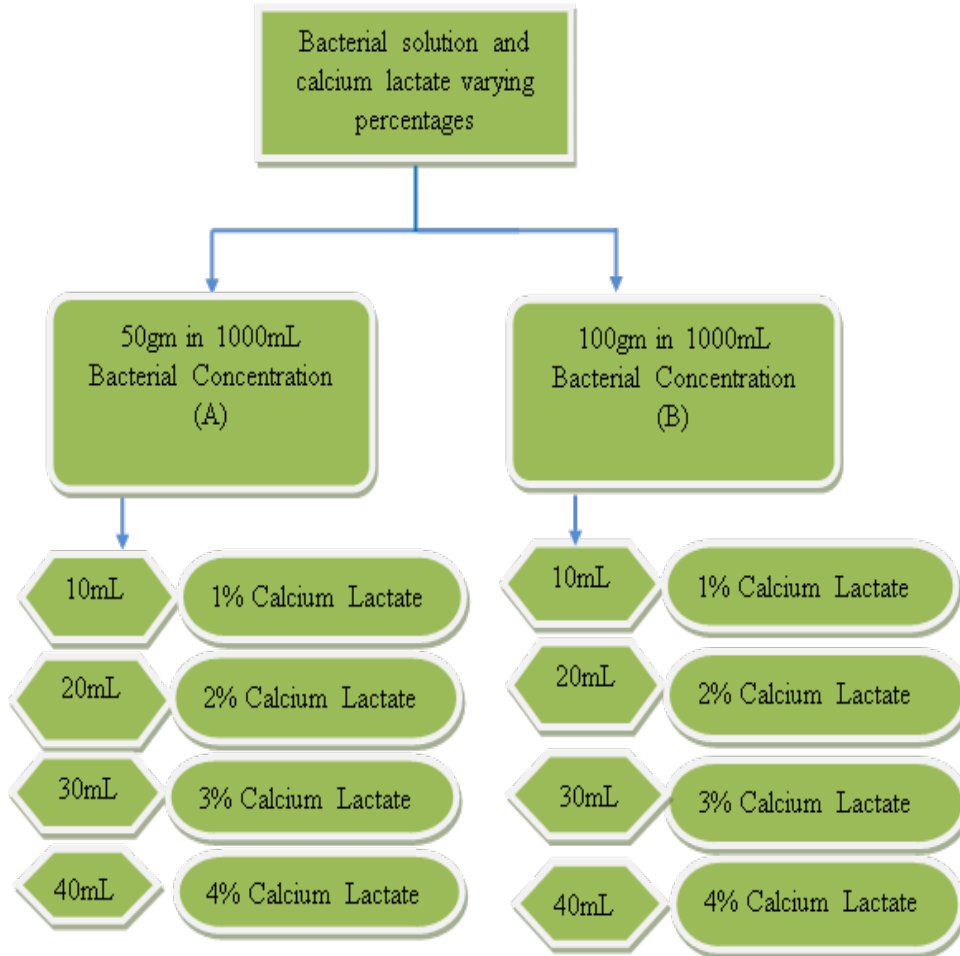 Bacterial solution and
calcium lactate varying
percentages
50gm in 1000mL
Bacterial Concentration
(A)
100gm in 1000mL
Bacterial Concentration
(B)
10mL
1% Calcium Lactate
20mL
2% Calcium Lactate
30mL
3% Calcium Lactate
40mL
4% Calcium Lactate
10mL
1% Calcium Lactate
20mL
2% Calcium Lactate
30mL
3% Calcium Lactate
40mL
4% Calcium Lactate